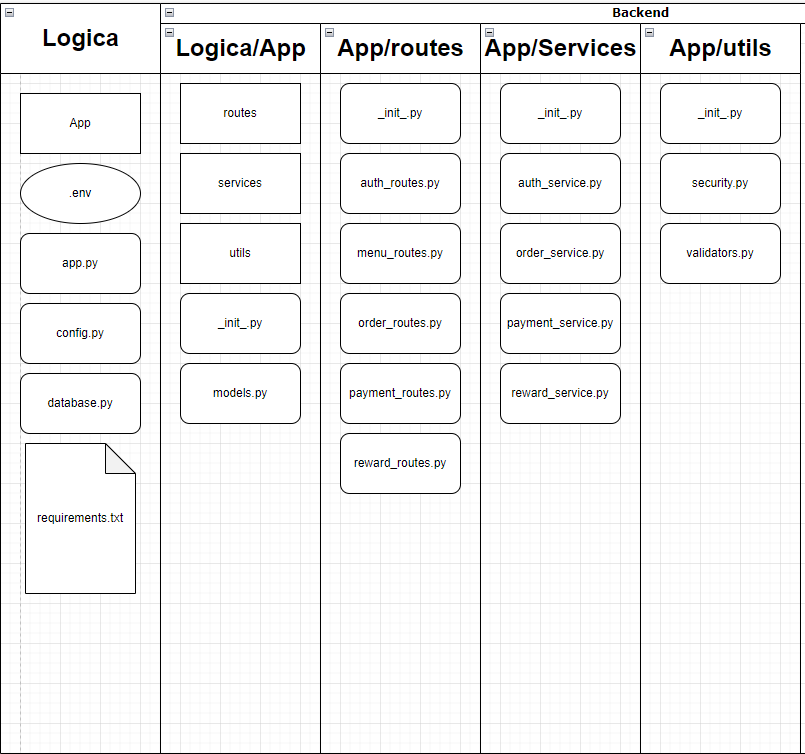 Backend
Logica
Logica/App
App/routes
App/Services
App/utils
App
.env
app.py
config.py
database.py
requirements.txt
routes
services
utils
_init_.py
models.py
_init_.py
auth_routes.py
menu_routes.py
order_routes.py
payment_routes.py
reward_routes.py
_init_.py
auth_service.py
order_service.py
payment_service.py
reward_service.py
_init_.py
security.py
validators.py